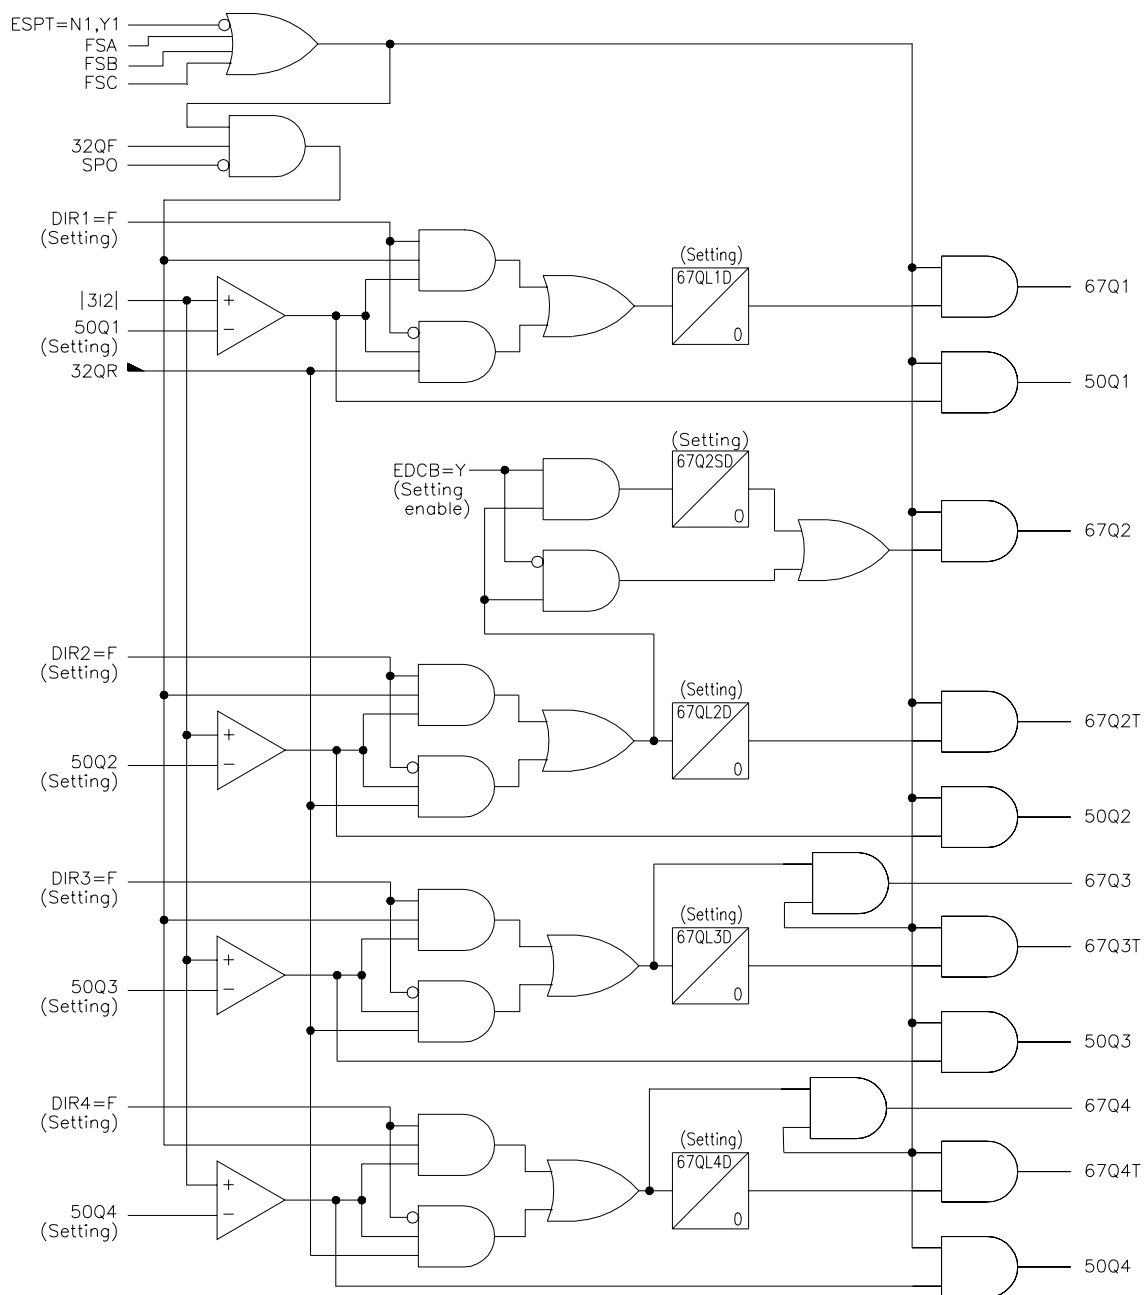 ESPT=N1,Y1
FSA
FSB
FSC
32QF
SPO
DIR1=F
(Setting)
|3I2|
+
50Q1
−
(Setting)
32QR
(Setting)
67QL1D
0
67Q1
50Q1
EDCB=Y
(Setting
enable)
(Setting)
67Q2SD
0
67Q2
DIR2=F
(Setting)
+
50Q2
−
(Setting)
(Setting)
67QL2D
0
67Q2T
50Q2
DIR3=F
(Setting)
+
50Q3
−
(Setting)
(Setting)
67QL3D
0
67Q3
67Q3T
50Q3
DIR4=F
(Setting)
+
50Q4
−
(Setting)
(Setting)
67QL4D
0
67Q4
67Q4T
50Q4